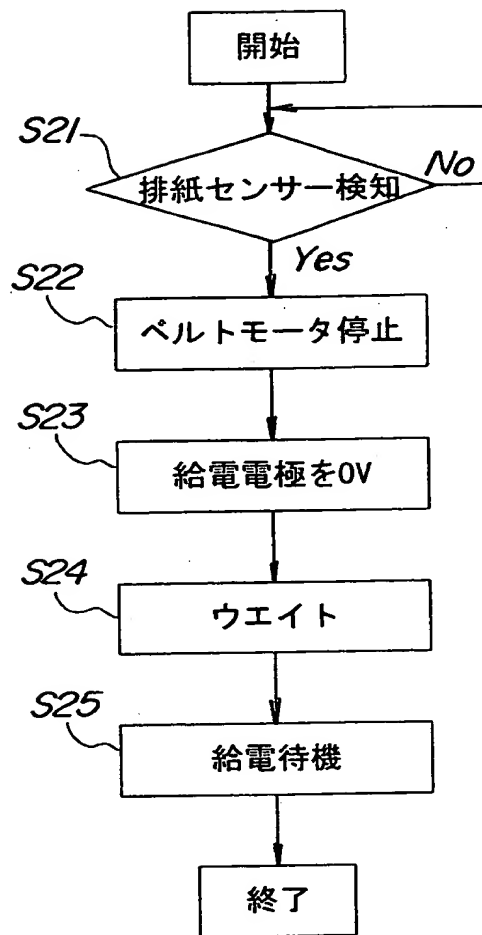 開始
S21
排紙センサー検知
No
Yes
S22
ベルトモータ停止
S23
給電電極を0V
S24
ウエイト
S25
給電待機
終了